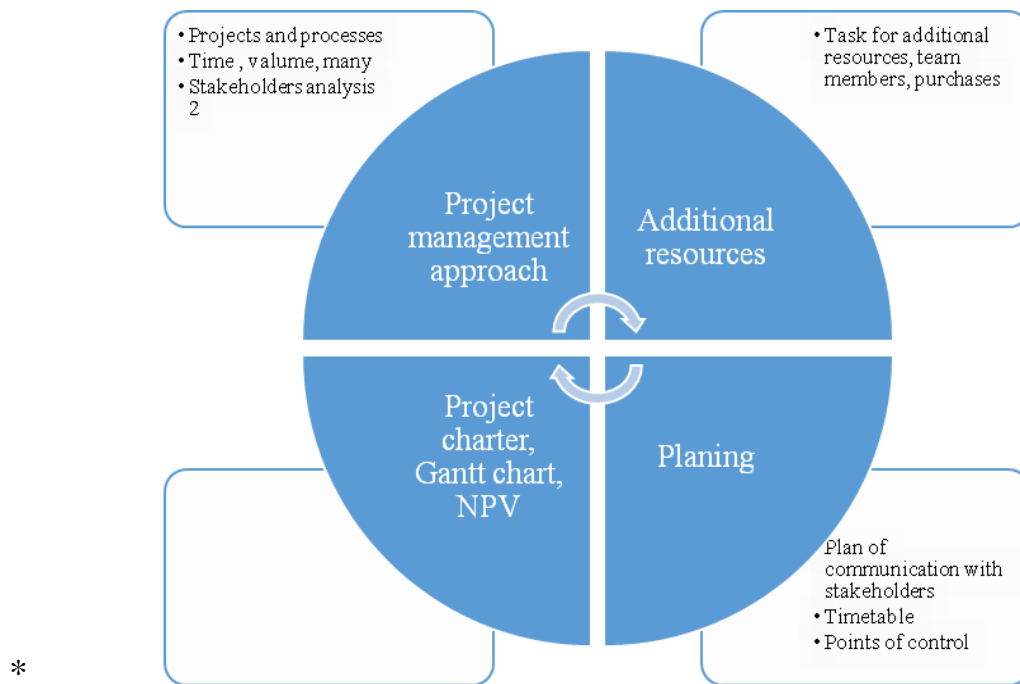 • Projects and processes
• Time , valume, many
• Stakeholders analysis
2
• Task for additional
resources, team
members, purchases
Project
management
approach
Additional
resources
Project
charter,
Gantt chart,
NPV
Planing
Plan of
communication with
stakeholders
• Timetable
• Points of control
*